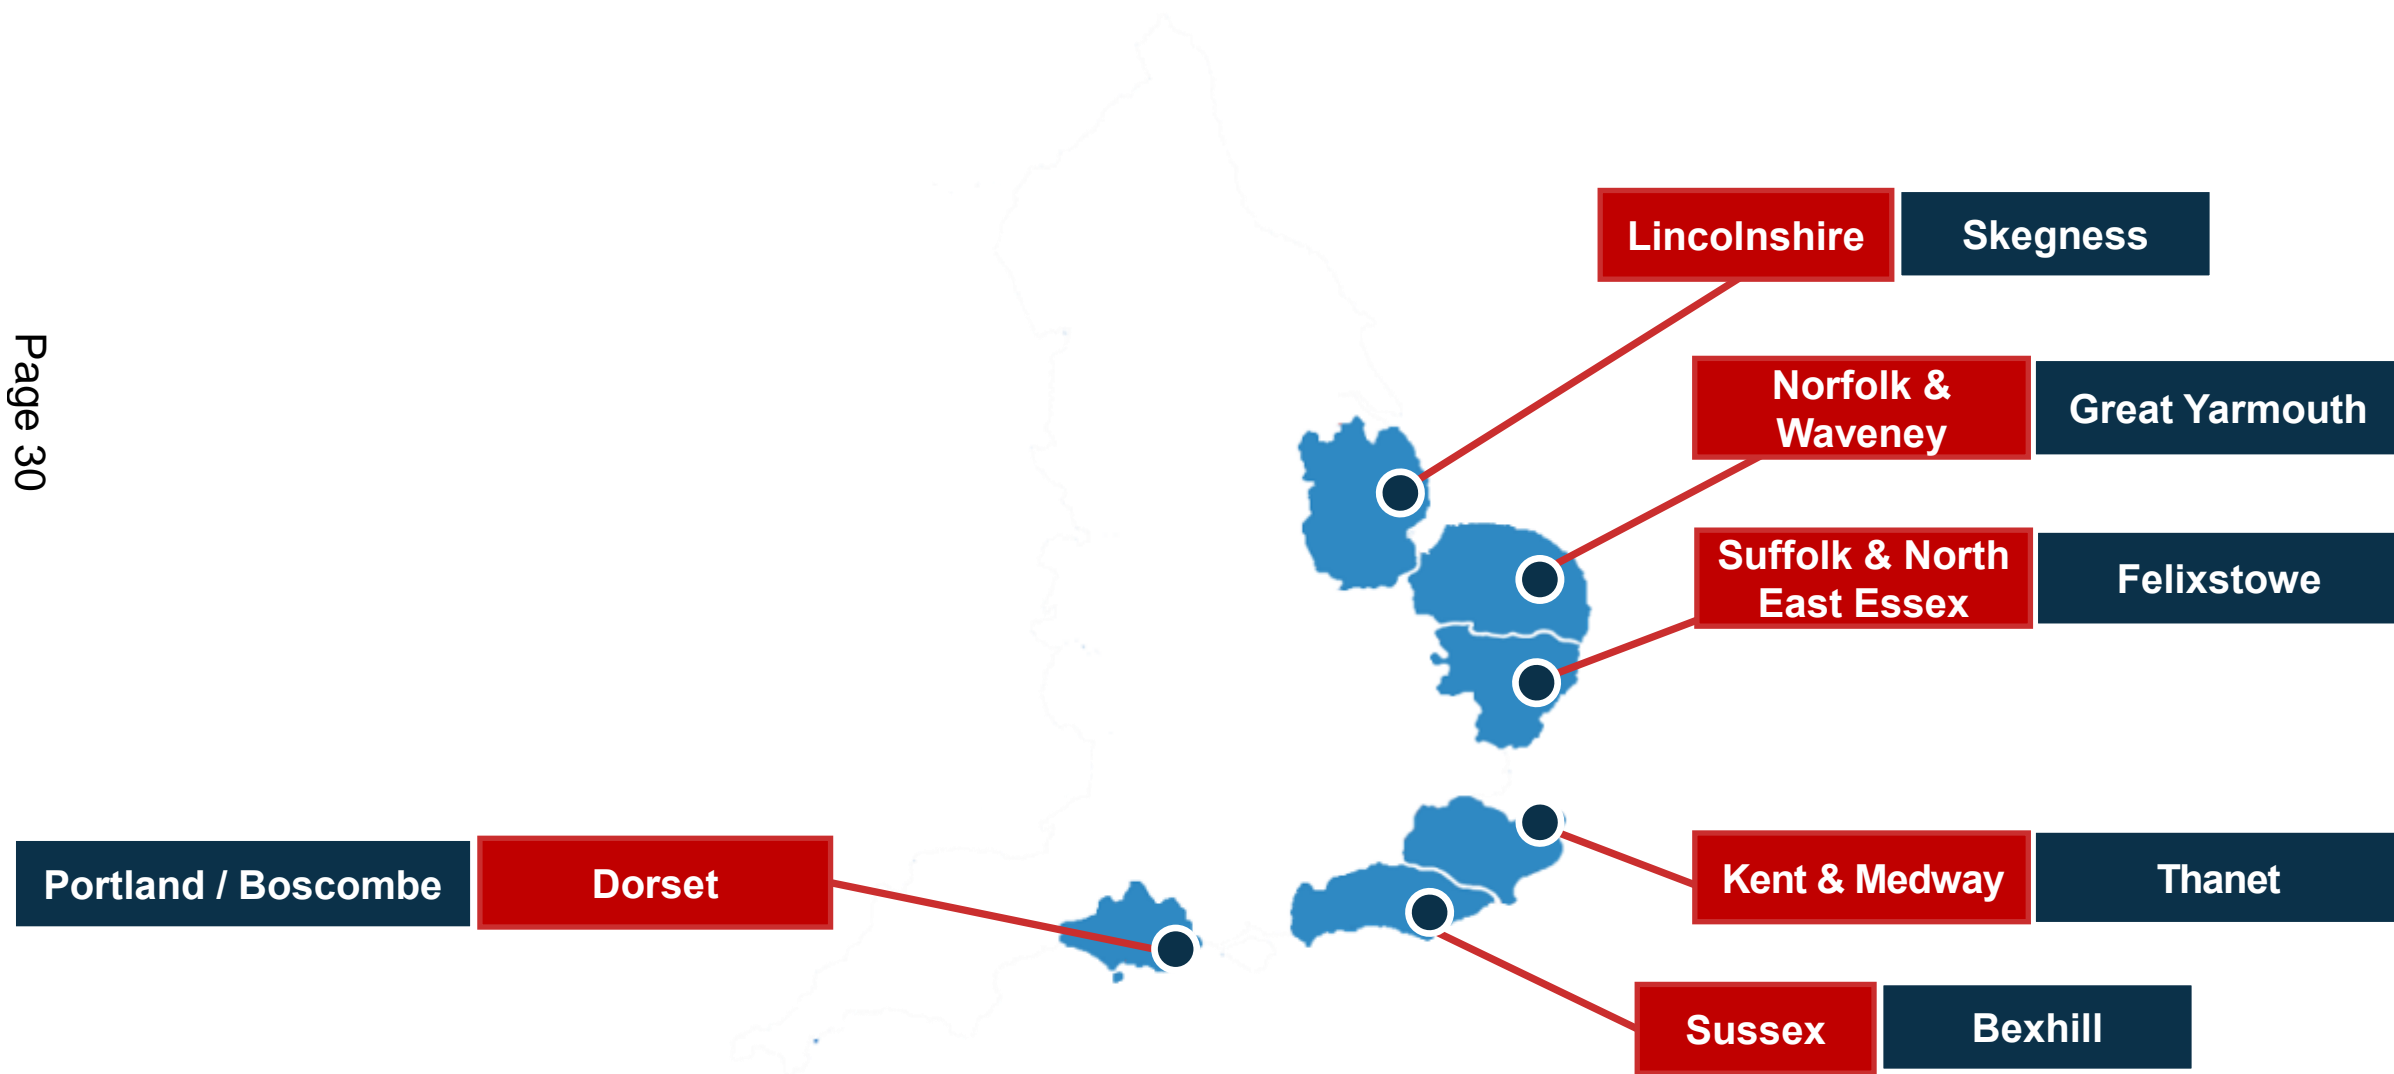 Lincolnshire
Skegness
Norfolk &
Waveney
Great Yarmouth
Suffolk & North
East Essex
Felixstowe
Page 30
Portland / Boscombe
Dorset
Kent & Medway
Thanet
Sussex
Bexhill